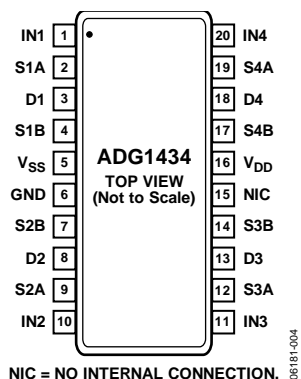 IN1 1 20 IN4
S1A 2 19 S4A
D1 3 18 D4
S1B 4 17 S4B
VSS 5 ADG1434 16 VDD
GND 6 TOP VIEW 15 NIC
(Not to Scale)
S2B 7 14 S3B
D2 8 13 D3
S2A 9 12 S3A
IN2 10 11 IN3
NIC = NO INTERNAL CONNECTION.
06181-004